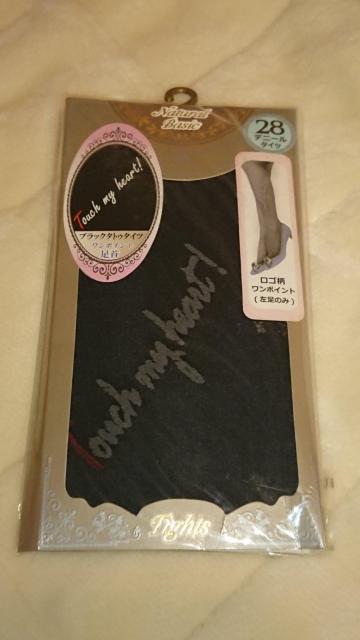 Natural
Basic
28
デニール
タイツ
Touch my heart!
ブラックタトゥタイツ
ワンポイント
足首
ロゴ柄
ワンポイント
(左足のみ)
Touch my heart!
Tights